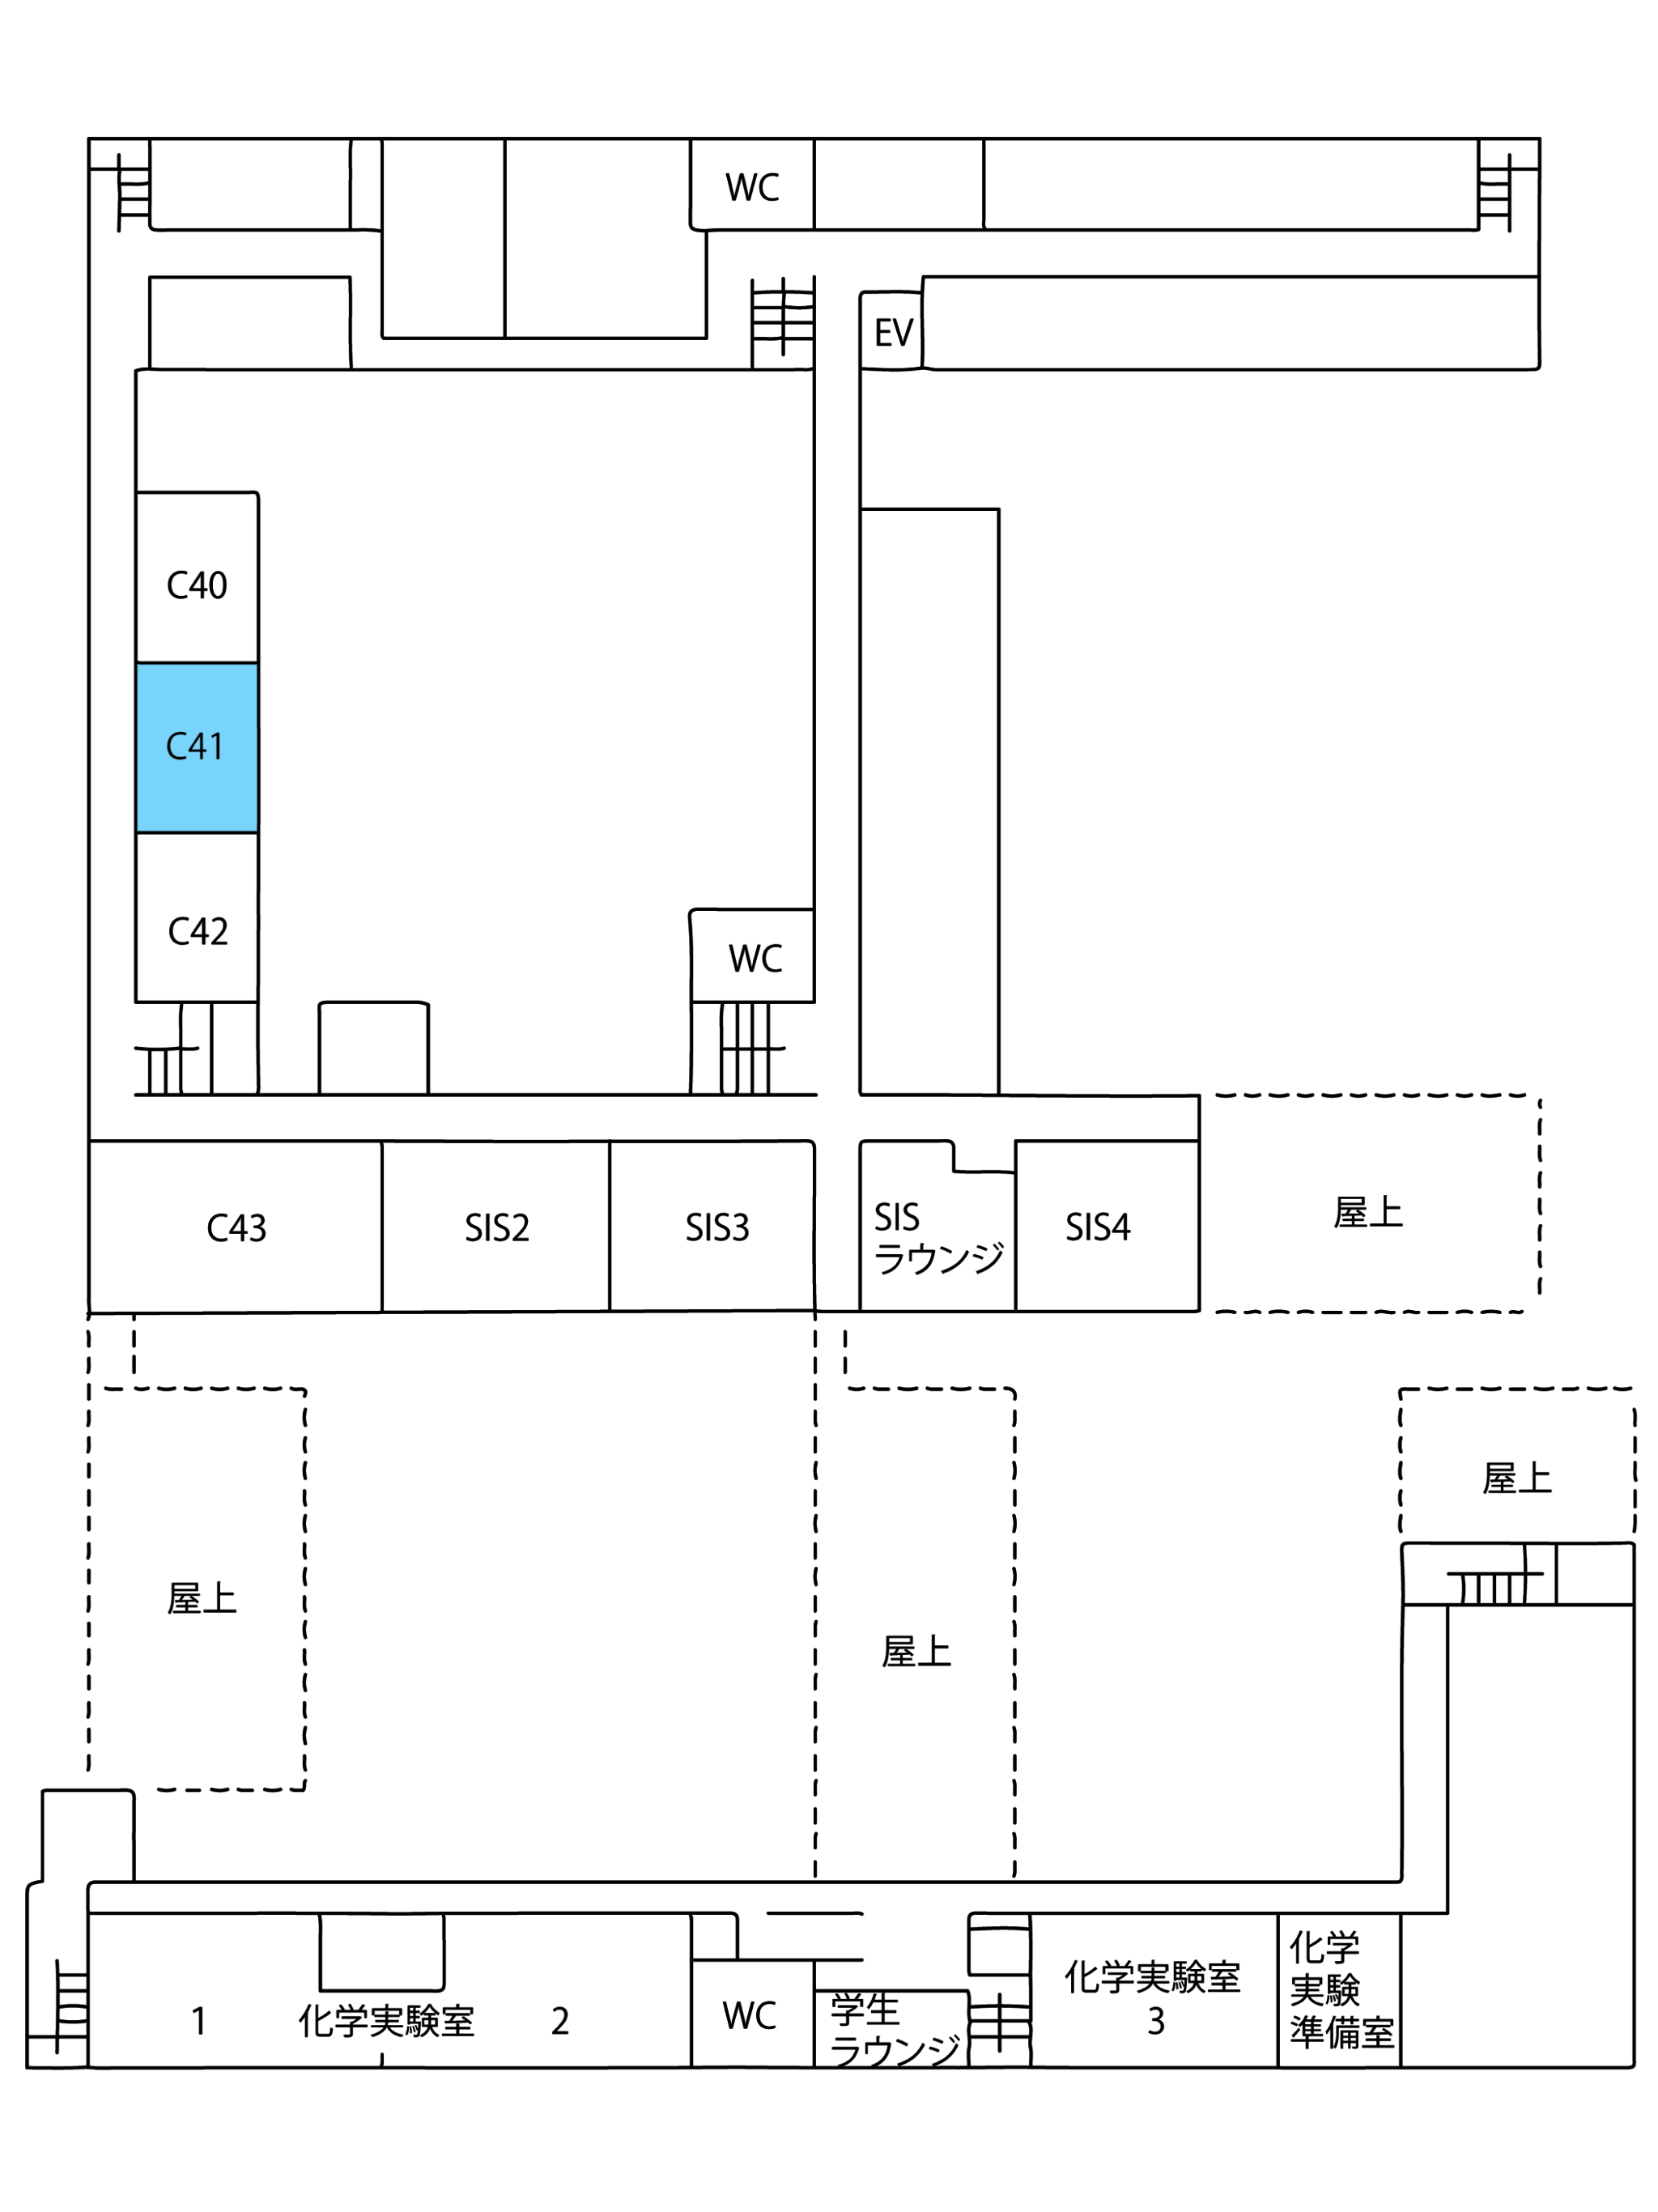 WC
EV
C40
C41
C42
WC
C43
SIS2
SIS3
SIS
ラウンジ
SIS4
屋上
屋上
屋上
屋上
1
化学実験室
2
WC
学生
ラウンジ
化学実験室
3
化学
実験
準備室